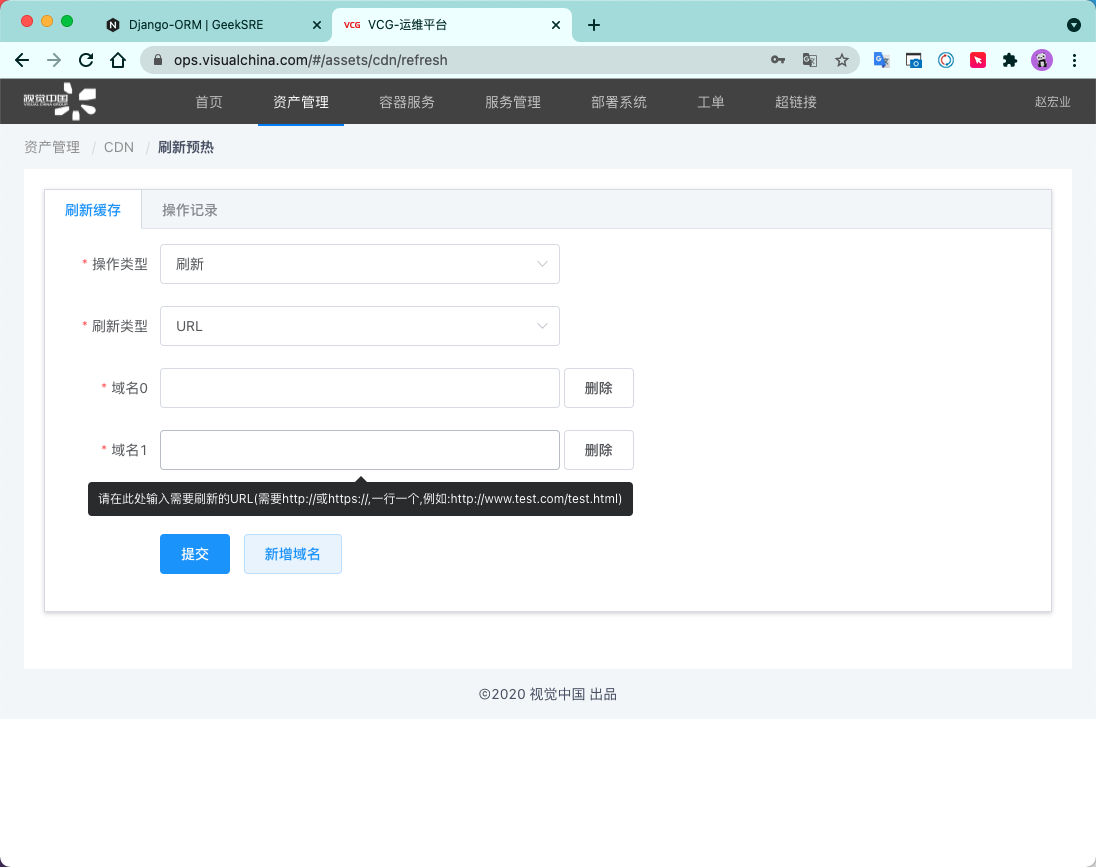 Django-ORM | GeekSRE
VCG VCG-运维平台
ops.visualchina.com/#/assets/cdn/refresh
视觉中国
VISUAL CHINA GROUP
首页 资产管理 容器服务 服务管理 部署系统 工单 超链接 赵宏业
资产管理 / CDN / 刷新预热
刷新缓存 操作记录
* 操作类型 刷新
* 刷新类型 URL
* 域名0 删除
* 域名1 删除
请在此处输入需要刷新的URL(需要http://或https://,一行一个,例如:http://www.test.com/test.html)
提交 新增域名
©2020 视觉中国 出品